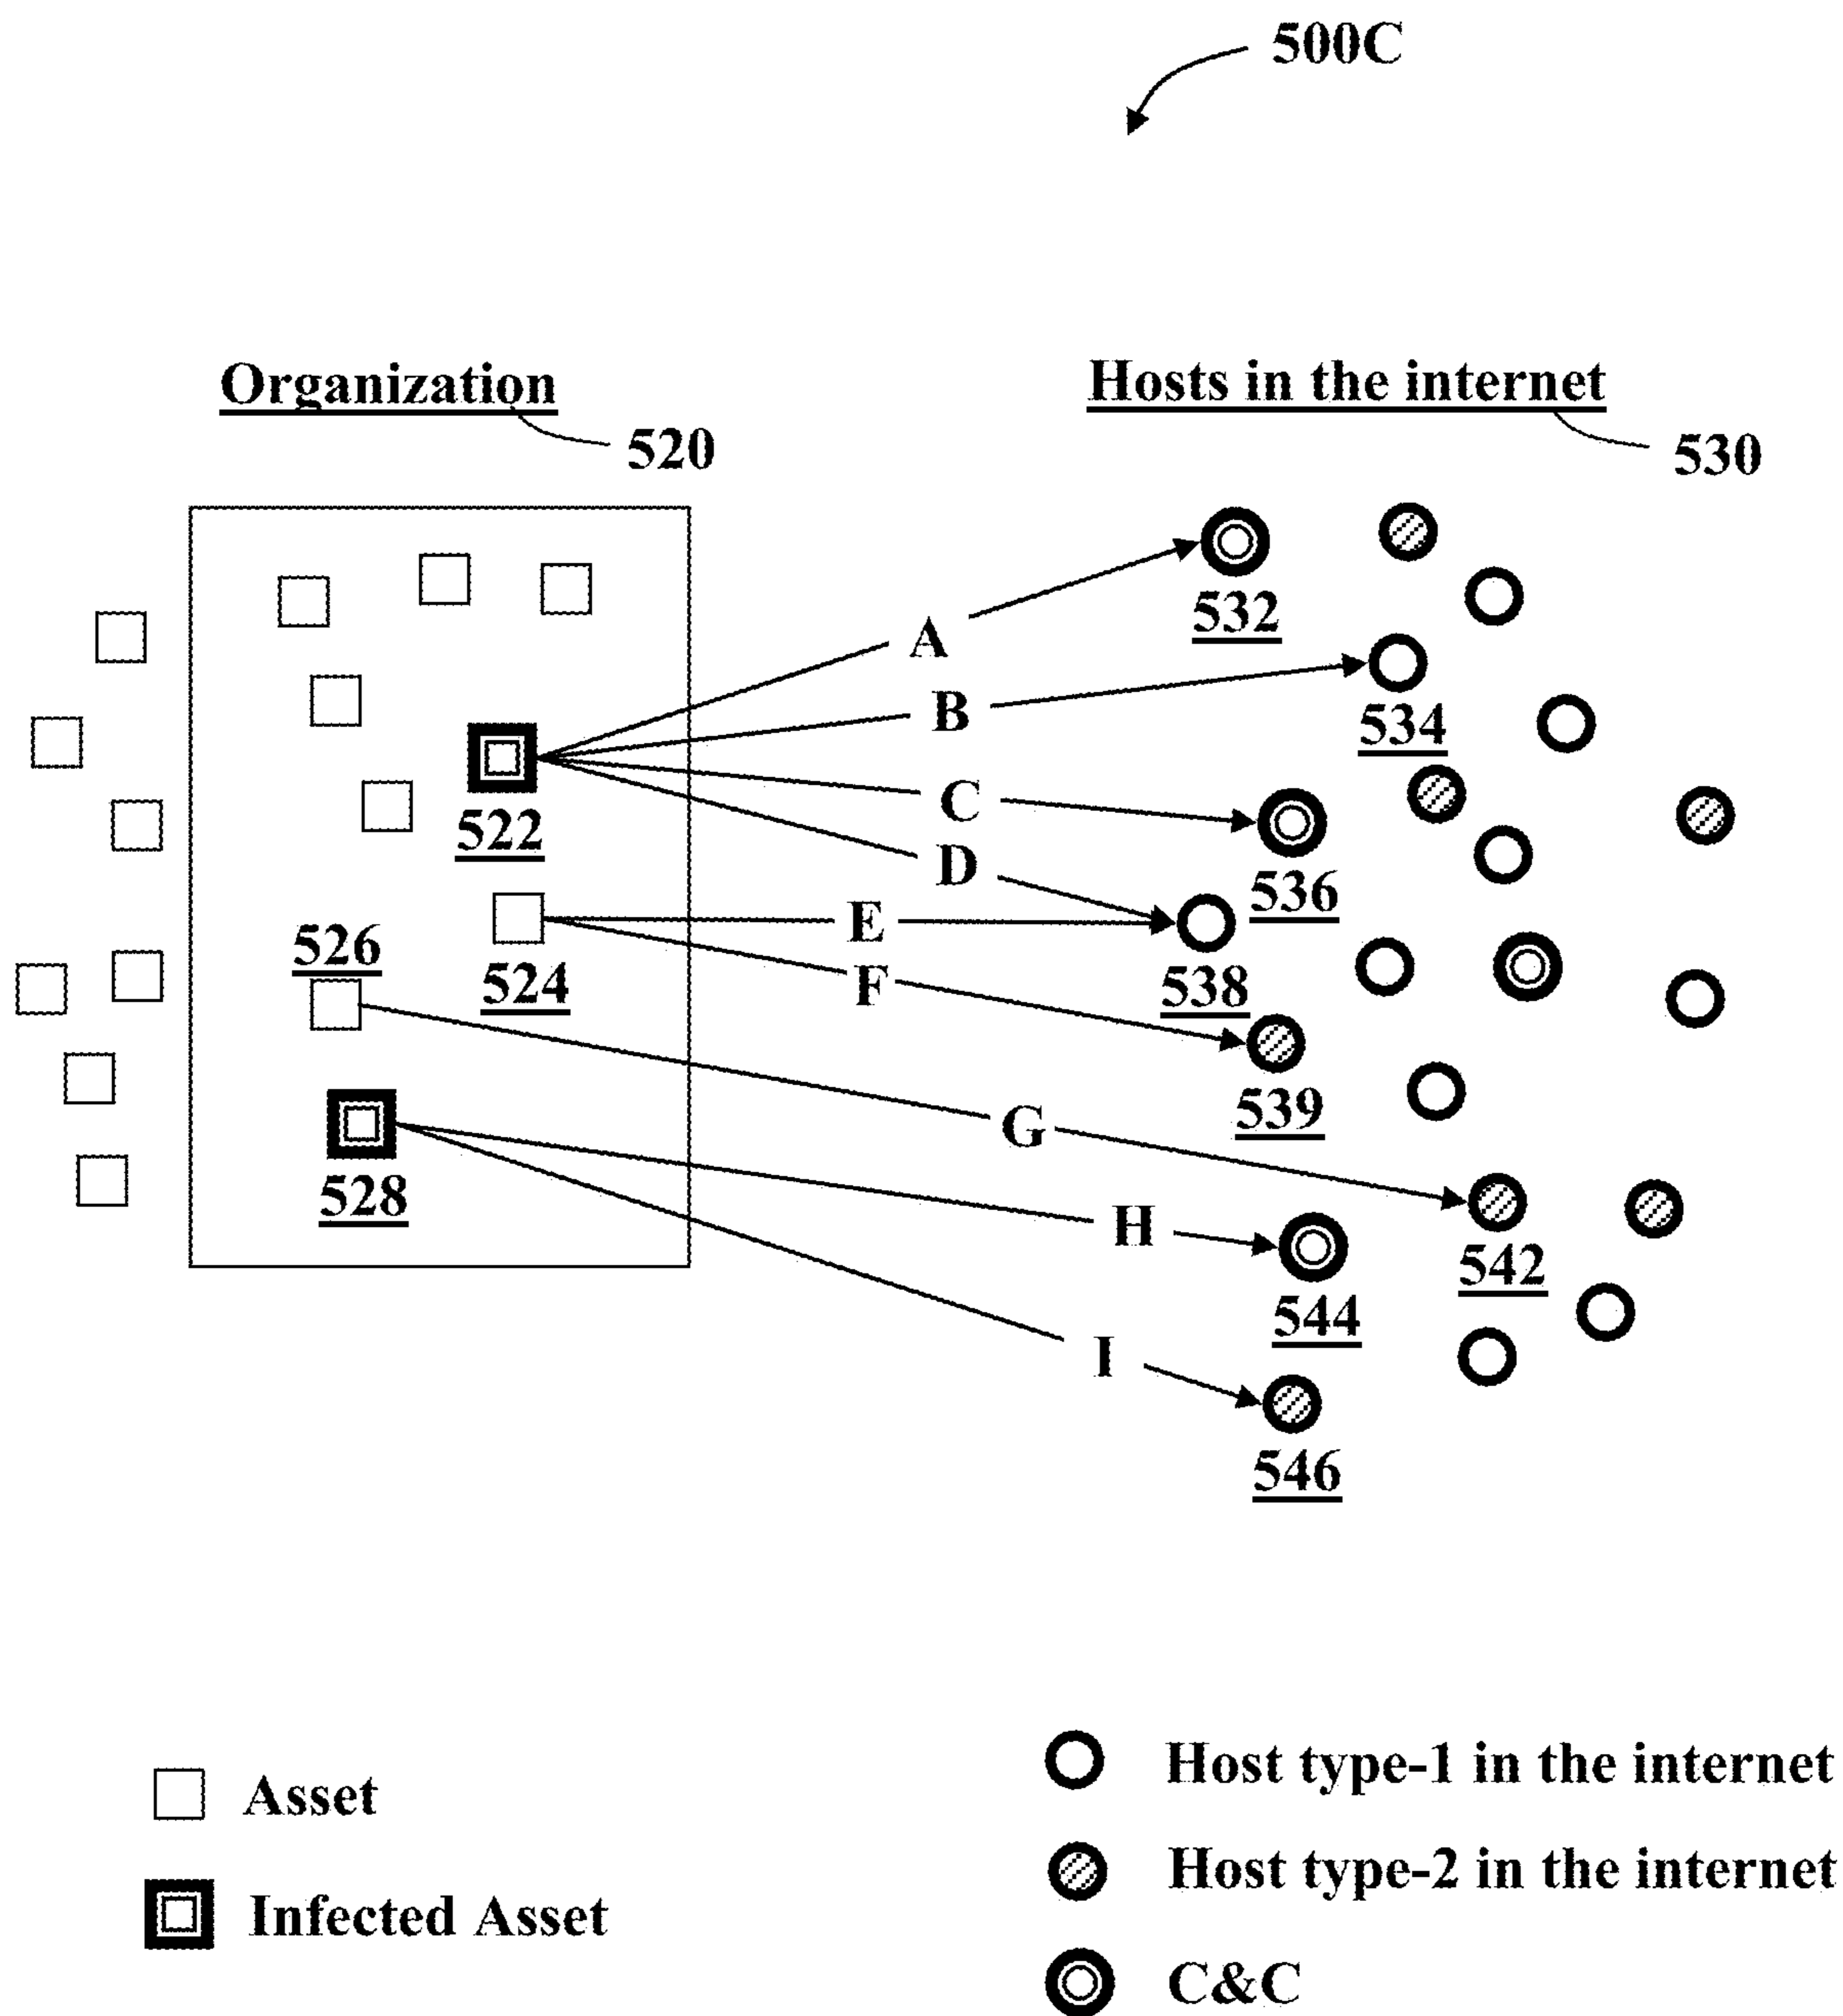 500C
Organization
520
Hosts in the internet
530
A
532
B
534
522
C
536
D
E
538
526
524
F
539
G
528
H
542
544
I
546
Asset
Infected Asset
Host type-1 in the internet
Host type-2 in the internet
C&C